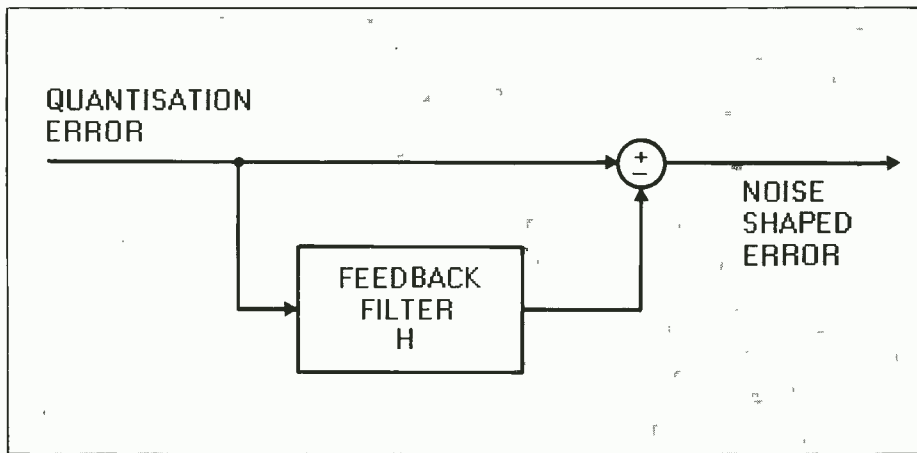 QUANTISATION
ERROR
+
−
NOISE
SHAPED
ERROR
FEEDBACK
FILTER
H